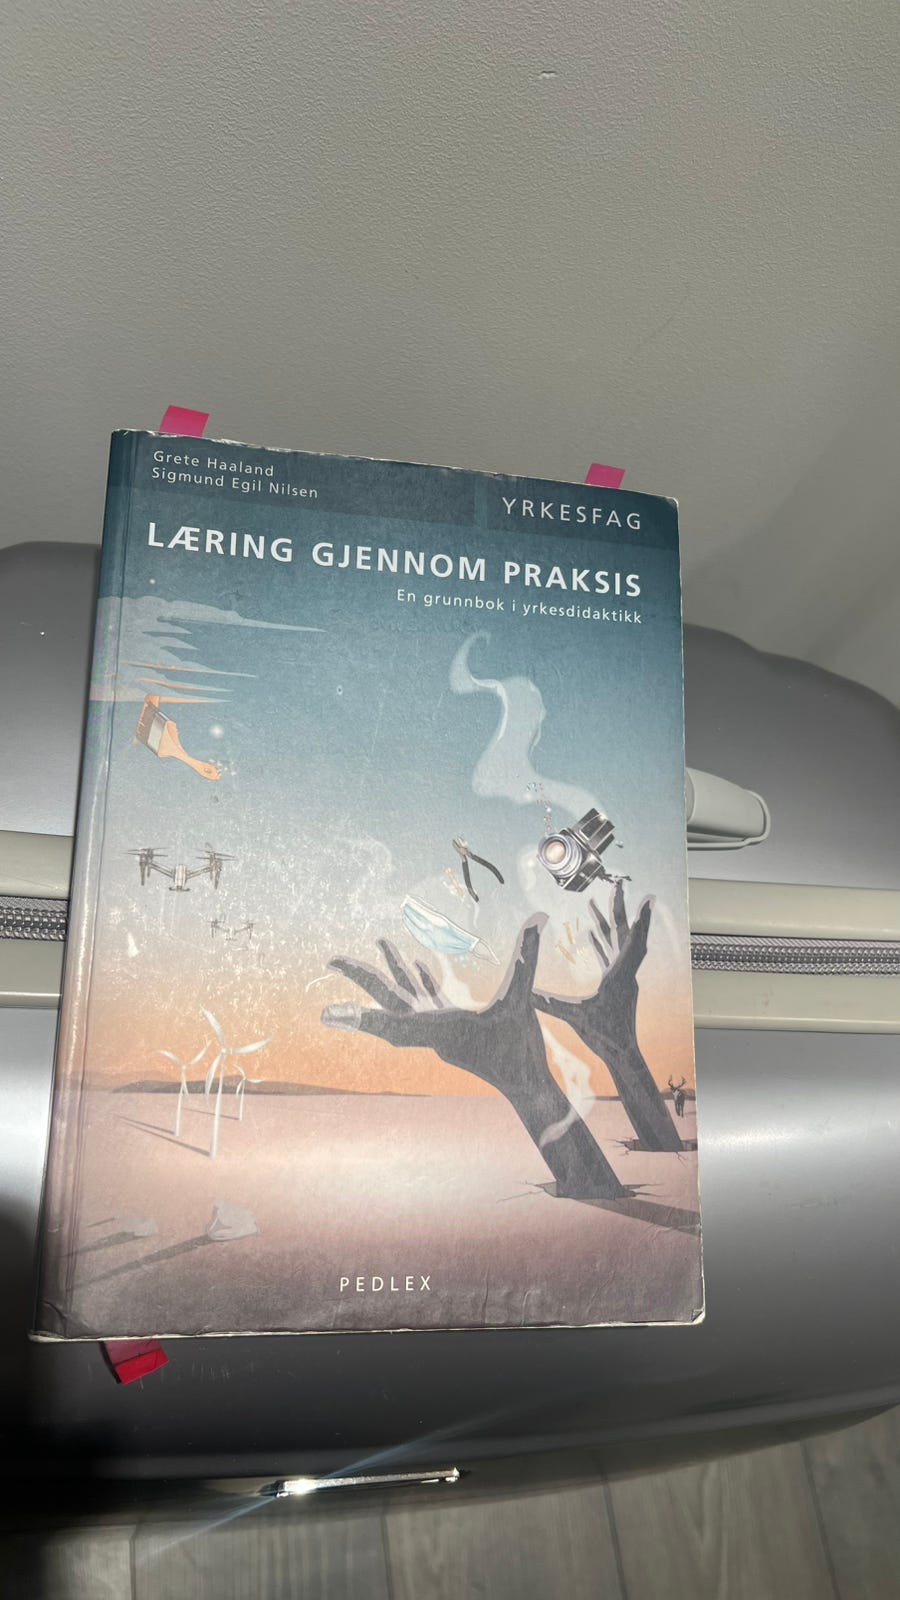 Grete Haaland
Sigmund Egil Nilsen
YRKESFAG
LÆRING GJENNOM PRAKSIS
En grunnbok i yrkesdidaktikk
PEDLEX